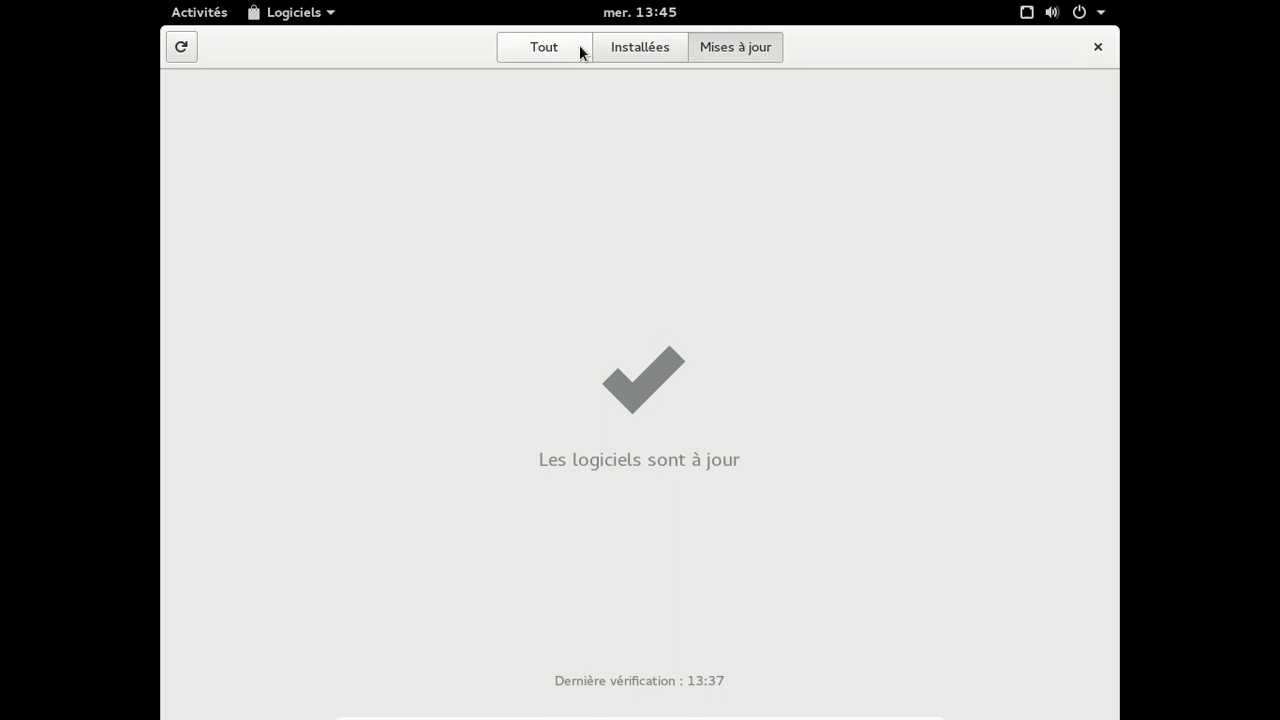 Activités Logiciels mer. 13:45
Tout Installées Mises à jour
Les logiciels sont à jour
Dernière vérification : 13:37